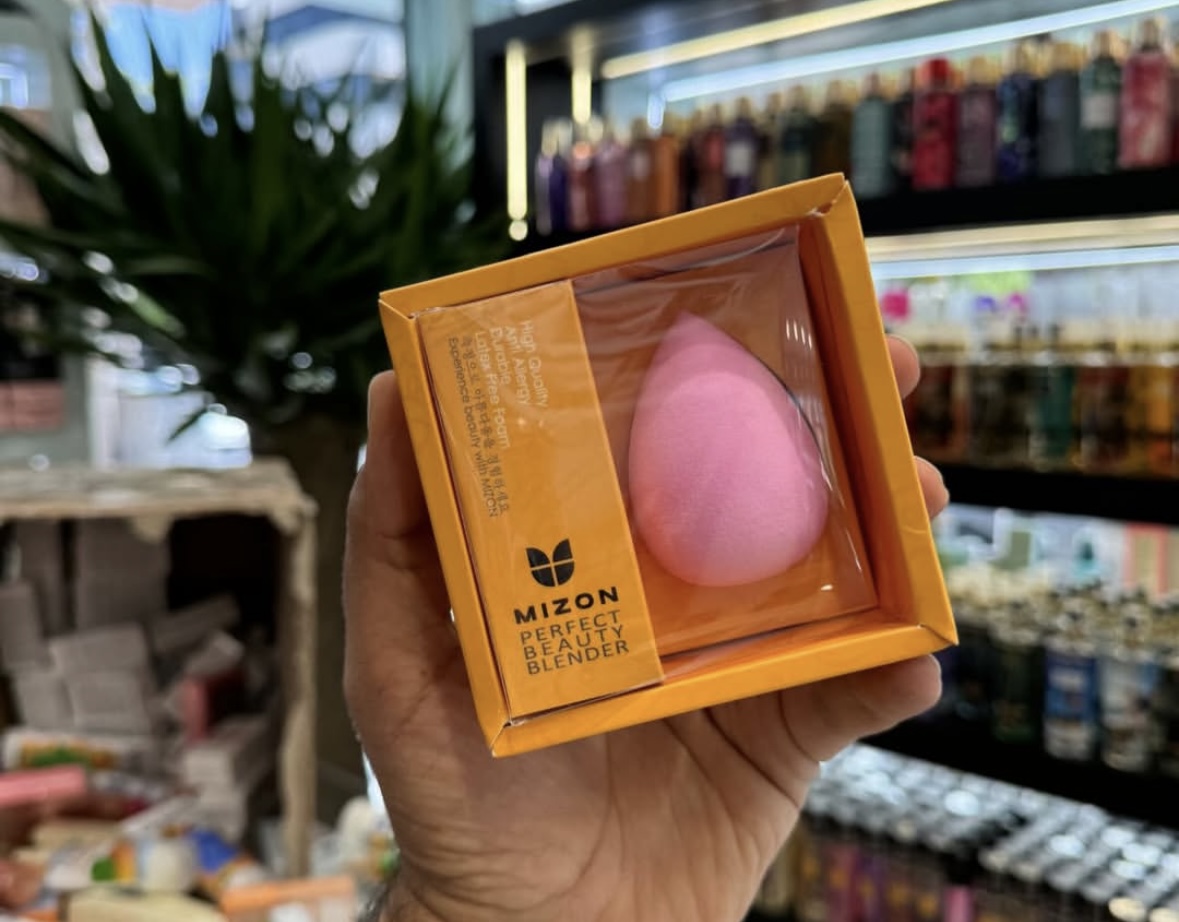 High Quality
Anti Allergy
Durable
Latex Free Foam
Experience beauty with MIZON
MIZON
PERFECT
BEAUTY
BLENDER